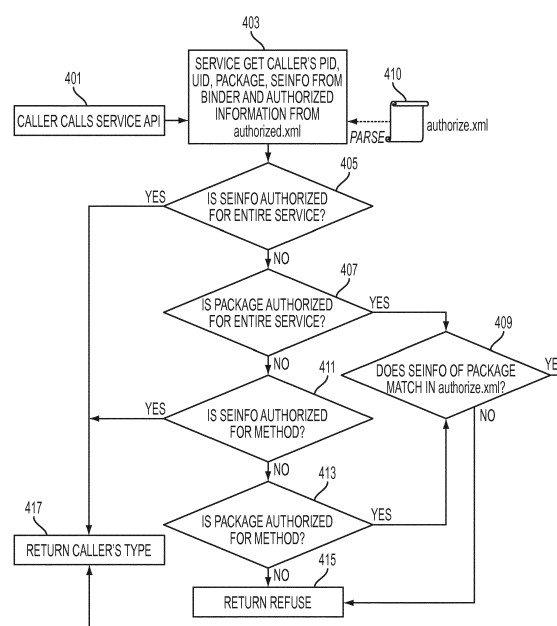 403
SERVICE GET CALLER'S PID,
UID, PACKAGE, SEINFO FROM
BINDER AND AUTHORIZED
INFORMATION FROM
authorized.xml
401
CALLER CALLS SERVICE API
410
authorize.xml
PARSE
405
IS SEINFO AUTHORIZED
FOR ENTIRE SERVICE?
YES
NO
407
IS PACKAGE AUTHORIZED
FOR ENTIRE SERVICE?
YES
NO
409
DOES SEINFO OF PACKAGE
MATCH IN authorize.xml?
YE
NO
411
IS SEINFO AUTHORIZED
FOR METHOD?
YES
NO
413
IS PACKAGE AUTHORIZED
FOR METHOD?
YES
NO
417
RETURN CALLER'S TYPE
415
RETURN REFUSE